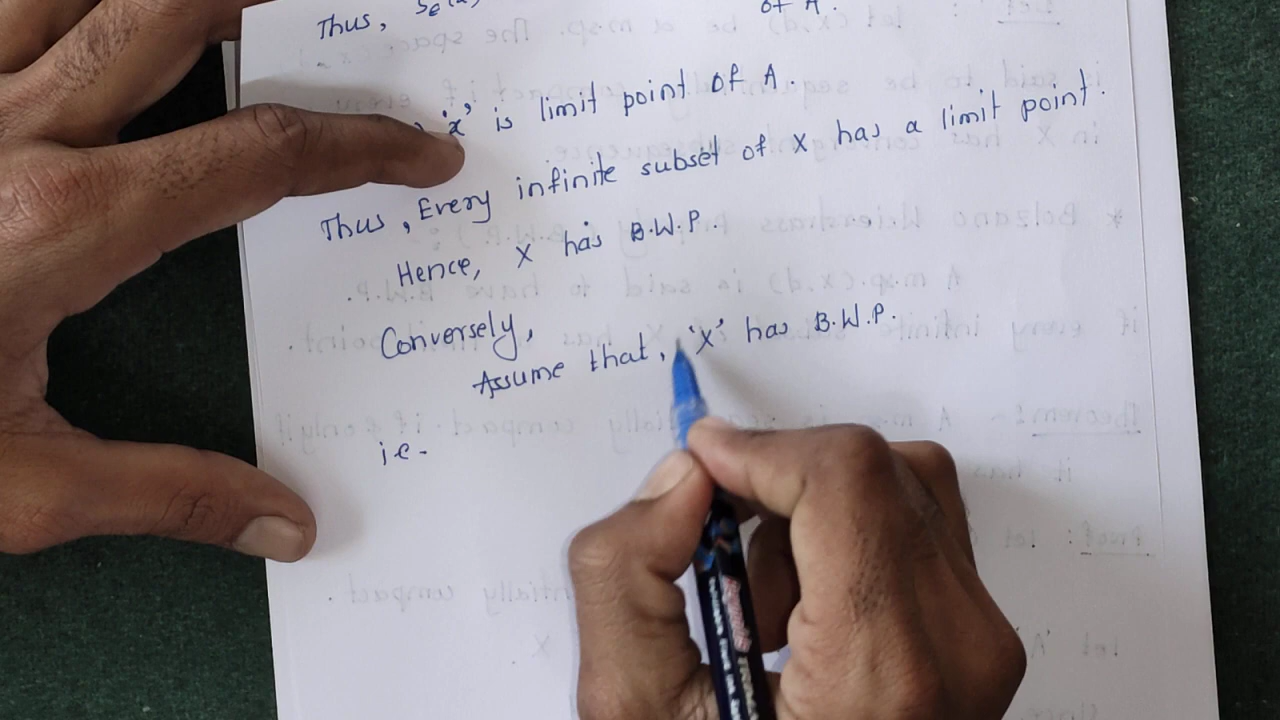 Thus,
of A.
'x' is limit point of A.
Thus, Every infinite subset of X has a limit point.
Hence, X has B.W.P.
Conversely,
Assume that, 'X' has B.W.P.
ie.